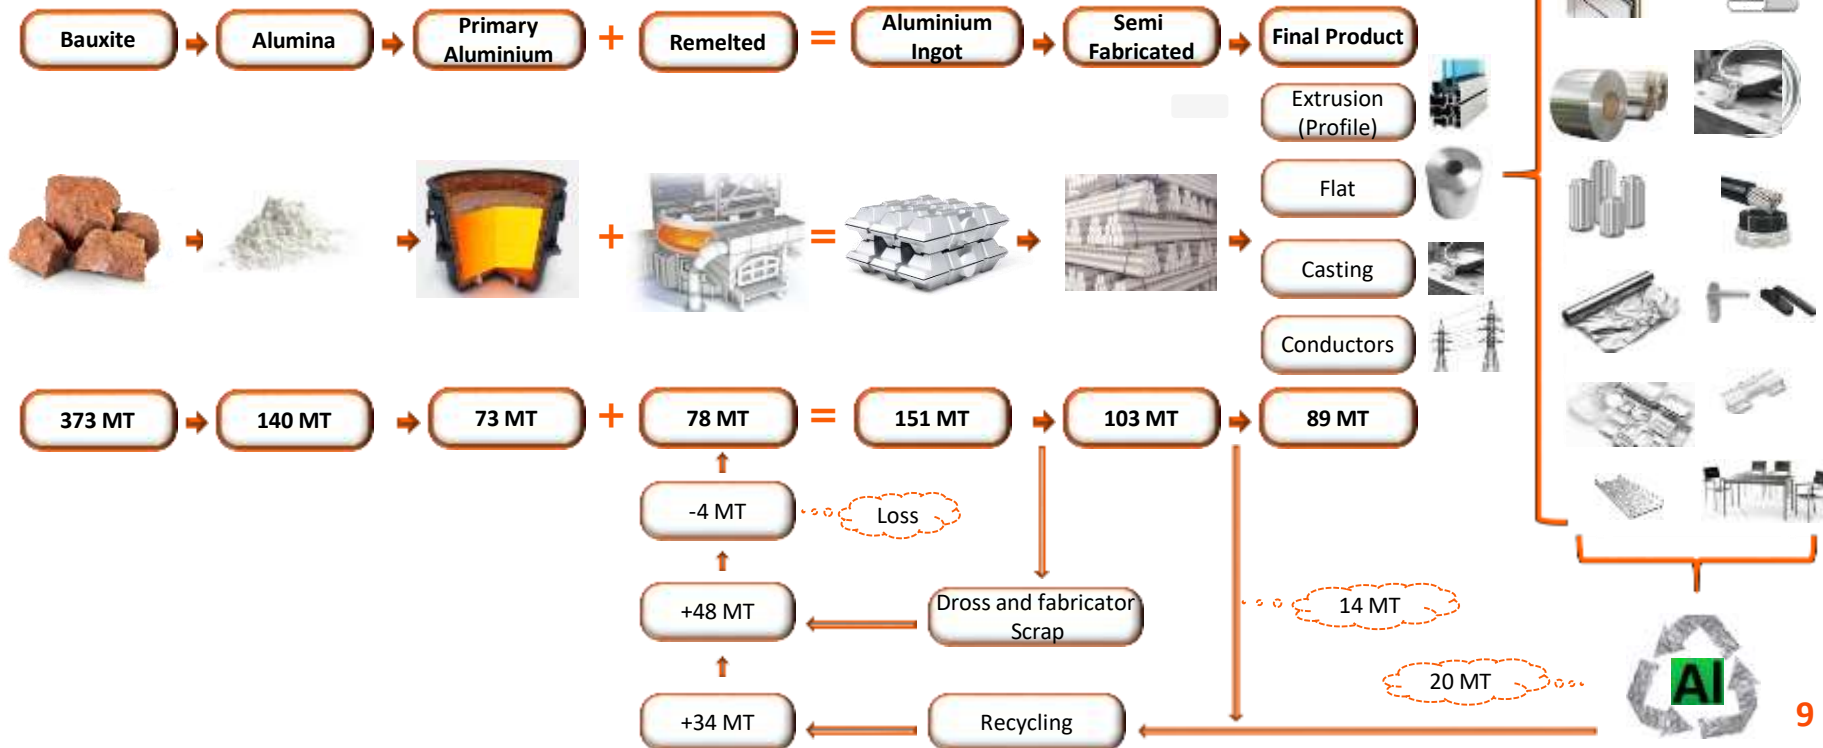 Bauxite
Alumina
Primary
Aluminium
+
Remelted
=
Aluminium
Ingot
Semi
Fabricated
Final Product
Extrusion
(Profile)
Flat
+
=
Casting
Conductors
373 MT
140 MT
73 MT
+
78 MT
=
151 MT
103 MT
89 MT
-4 MT
Loss
+48 MT
Dross and fabricator
Scrap
14 MT
20 MT
Al
+34 MT
Recycling
9